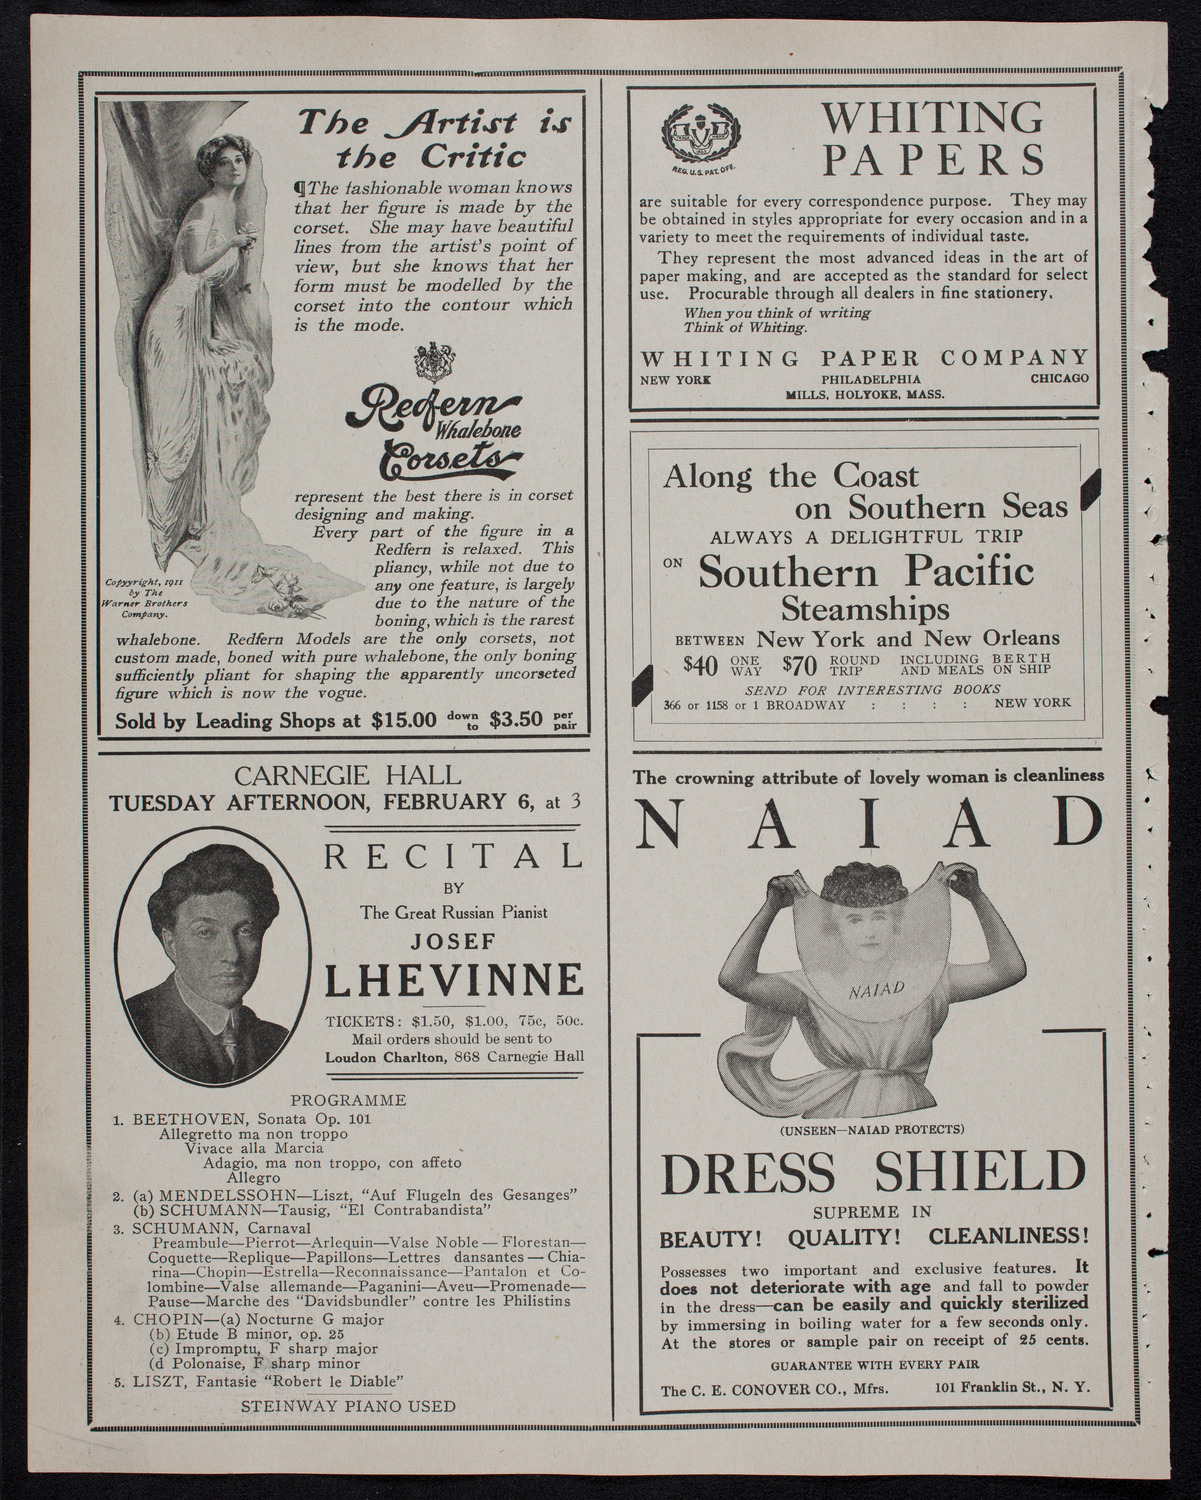 The Artist is
the Critic
¶The fashionable woman knows
that her figure is made by the
corset. She may have beautiful
lines from the artist's point of
view, but she knows that her
form must be modelled by the
corset into the contour which
is the mode.
Redfern
Whalebone
Corsets
represent the best there is in corset
designing and making.
Every part of the figure in a
Redfern is relaxed. This
pliancy, while not due to
any one feature, is largely
due to the nature of the
boning, which is the rarest
Copyyright, 1911
by The
Warner Brothers
Company.
whalebone. Redfern Models are the only corsets, not
custom made, boned with pure whalebone, the only boning
sufficiently pliant for shaping the apparently uncorseted
figure which is now the vogue.
Sold by Leading Shops at $15.00 down to $3.50 per pair
CARNEGIE HALL
TUESDAY AFTERNOON, FEBRUARY 6, at 3
RECITAL
BY
The Great Russian Pianist
JOSEF
LHEVINNE
TICKETS: $1.50, $1.00, 75c, 50c.
Mail orders should be sent to
Loudon Charlton, 868 Carnegie Hall
PROGRAMME
1. BEETHOVEN, Sonata Op. 101
Allegretto ma non troppo
Vivace alla Marcia
Adagio, ma non troppo, con affeto
Allegro
2. (a) MENDELSSOHN—Liszt, "Auf Flugeln des Gesanges"
(b) SCHUMANN—Tausig, "El Contrabandista"
3. SCHUMANN, Carnaval
Preambule—Pierrot—Arlequin—Valse Noble — Florestan—
Coquette—Replique—Papillons—Lettres dansantes — Chia-
rina—Chopin—Estrella—Reconnaissance—Pantalon et Co-
lombine—Valse allemande—Paganini—Aveu—Promenade—
Pause—Marche des "Davidsbundler" contre les Philistins
4. CHOPIN—(a) Nocturne G major
(b) Etude B minor, op. 25
(c) Impromptu, F sharp major
(d Polonaise, F sharp minor
5. LISZT, Fantasie "Robert le Diable"
STEINWAY PIANO USED
REG. U.S. PAT. OFF.
WHITING
PAPERS
are suitable for every correspondence purpose. They may
be obtained in styles appropriate for every occasion and in a
variety to meet the requirements of individual taste.
They represent the most advanced ideas in the art of
paper making, and are accepted as the standard for select
use. Procurable through all dealers in fine stationery.
When you think of writing
Think of Whiting.
WHITING PAPER COMPANY
NEW YORK PHILADELPHIA CHICAGO
MILLS, HOLYOKE, MASS.
Along the Coast
on Southern Seas
ALWAYS A DELIGHTFUL TRIP
ON Southern Pacific
Steamships
BETWEEN New York and New Orleans
$40 ONE WAY $70 ROUND TRIP INCLUDING BERTH AND MEALS ON SHIP
SEND FOR INTERESTING BOOKS
366 or 1158 or 1 BROADWAY : : : : NEW YORK
The crowning attribute of lovely woman is cleanliness
NAIAD
NAIAD
(UNSEEN—NAIAD PROTECTS)
DRESS SHIELD
SUPREME IN
BEAUTY! QUALITY! CLEANLINESS!
Possesses two important and exclusive features. It
does not deteriorate with age and fall to powder
in the dress—can be easily and quickly sterilized
by immersing in boiling water for a few seconds only.
At the stores or sample pair on receipt of 25 cents.
GUARANTEE WITH EVERY PAIR
The C. E. CONOVER CO., Mfrs. 101 Franklin St., N. Y.